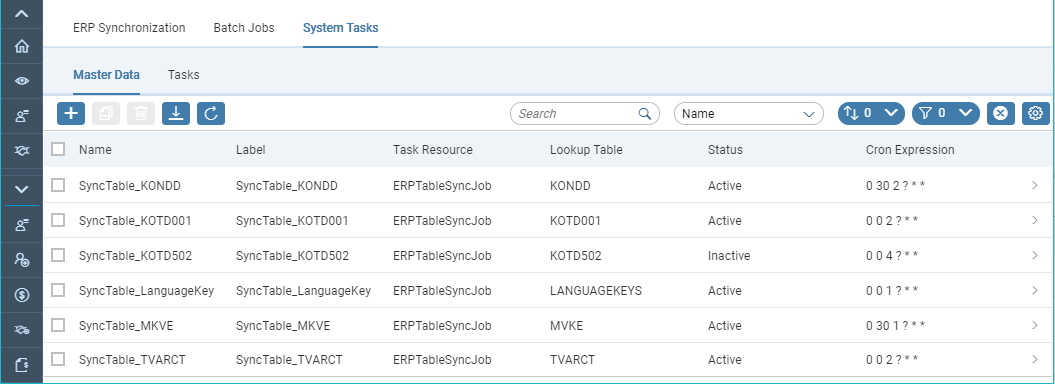 ERP Synchronization Batch Jobs System Tasks
Master Data Tasks
Search Name 0 0
Name Label Task Resource Lookup Table Status Cron Expression
SyncTable_KONDD SyncTable_KONDD ERPTableSyncJob KONDD Active 0 30 2 ? * *
SyncTable_KOTD001 SyncTable_KOTD001 ERPTableSyncJob KOTD001 Active 0 0 2 ? * *
SyncTable_KOTD502 SyncTable_KOTD502 ERPTableSyncJob KOTD502 Inactive 0 0 4 ? * *
SyncTable_LanguageKey SyncTable_LanguageKey ERPTableSyncJob LANGUAGEKEYS Active 0 0 1 ? * *
SyncTable_MKVE SyncTable_MKVE ERPTableSyncJob MVKE Active 0 30 1 ? * *
SyncTable_TVARCT SyncTable_TVARCT ERPTableSyncJob TVARCT Active 0 0 2 ? * *